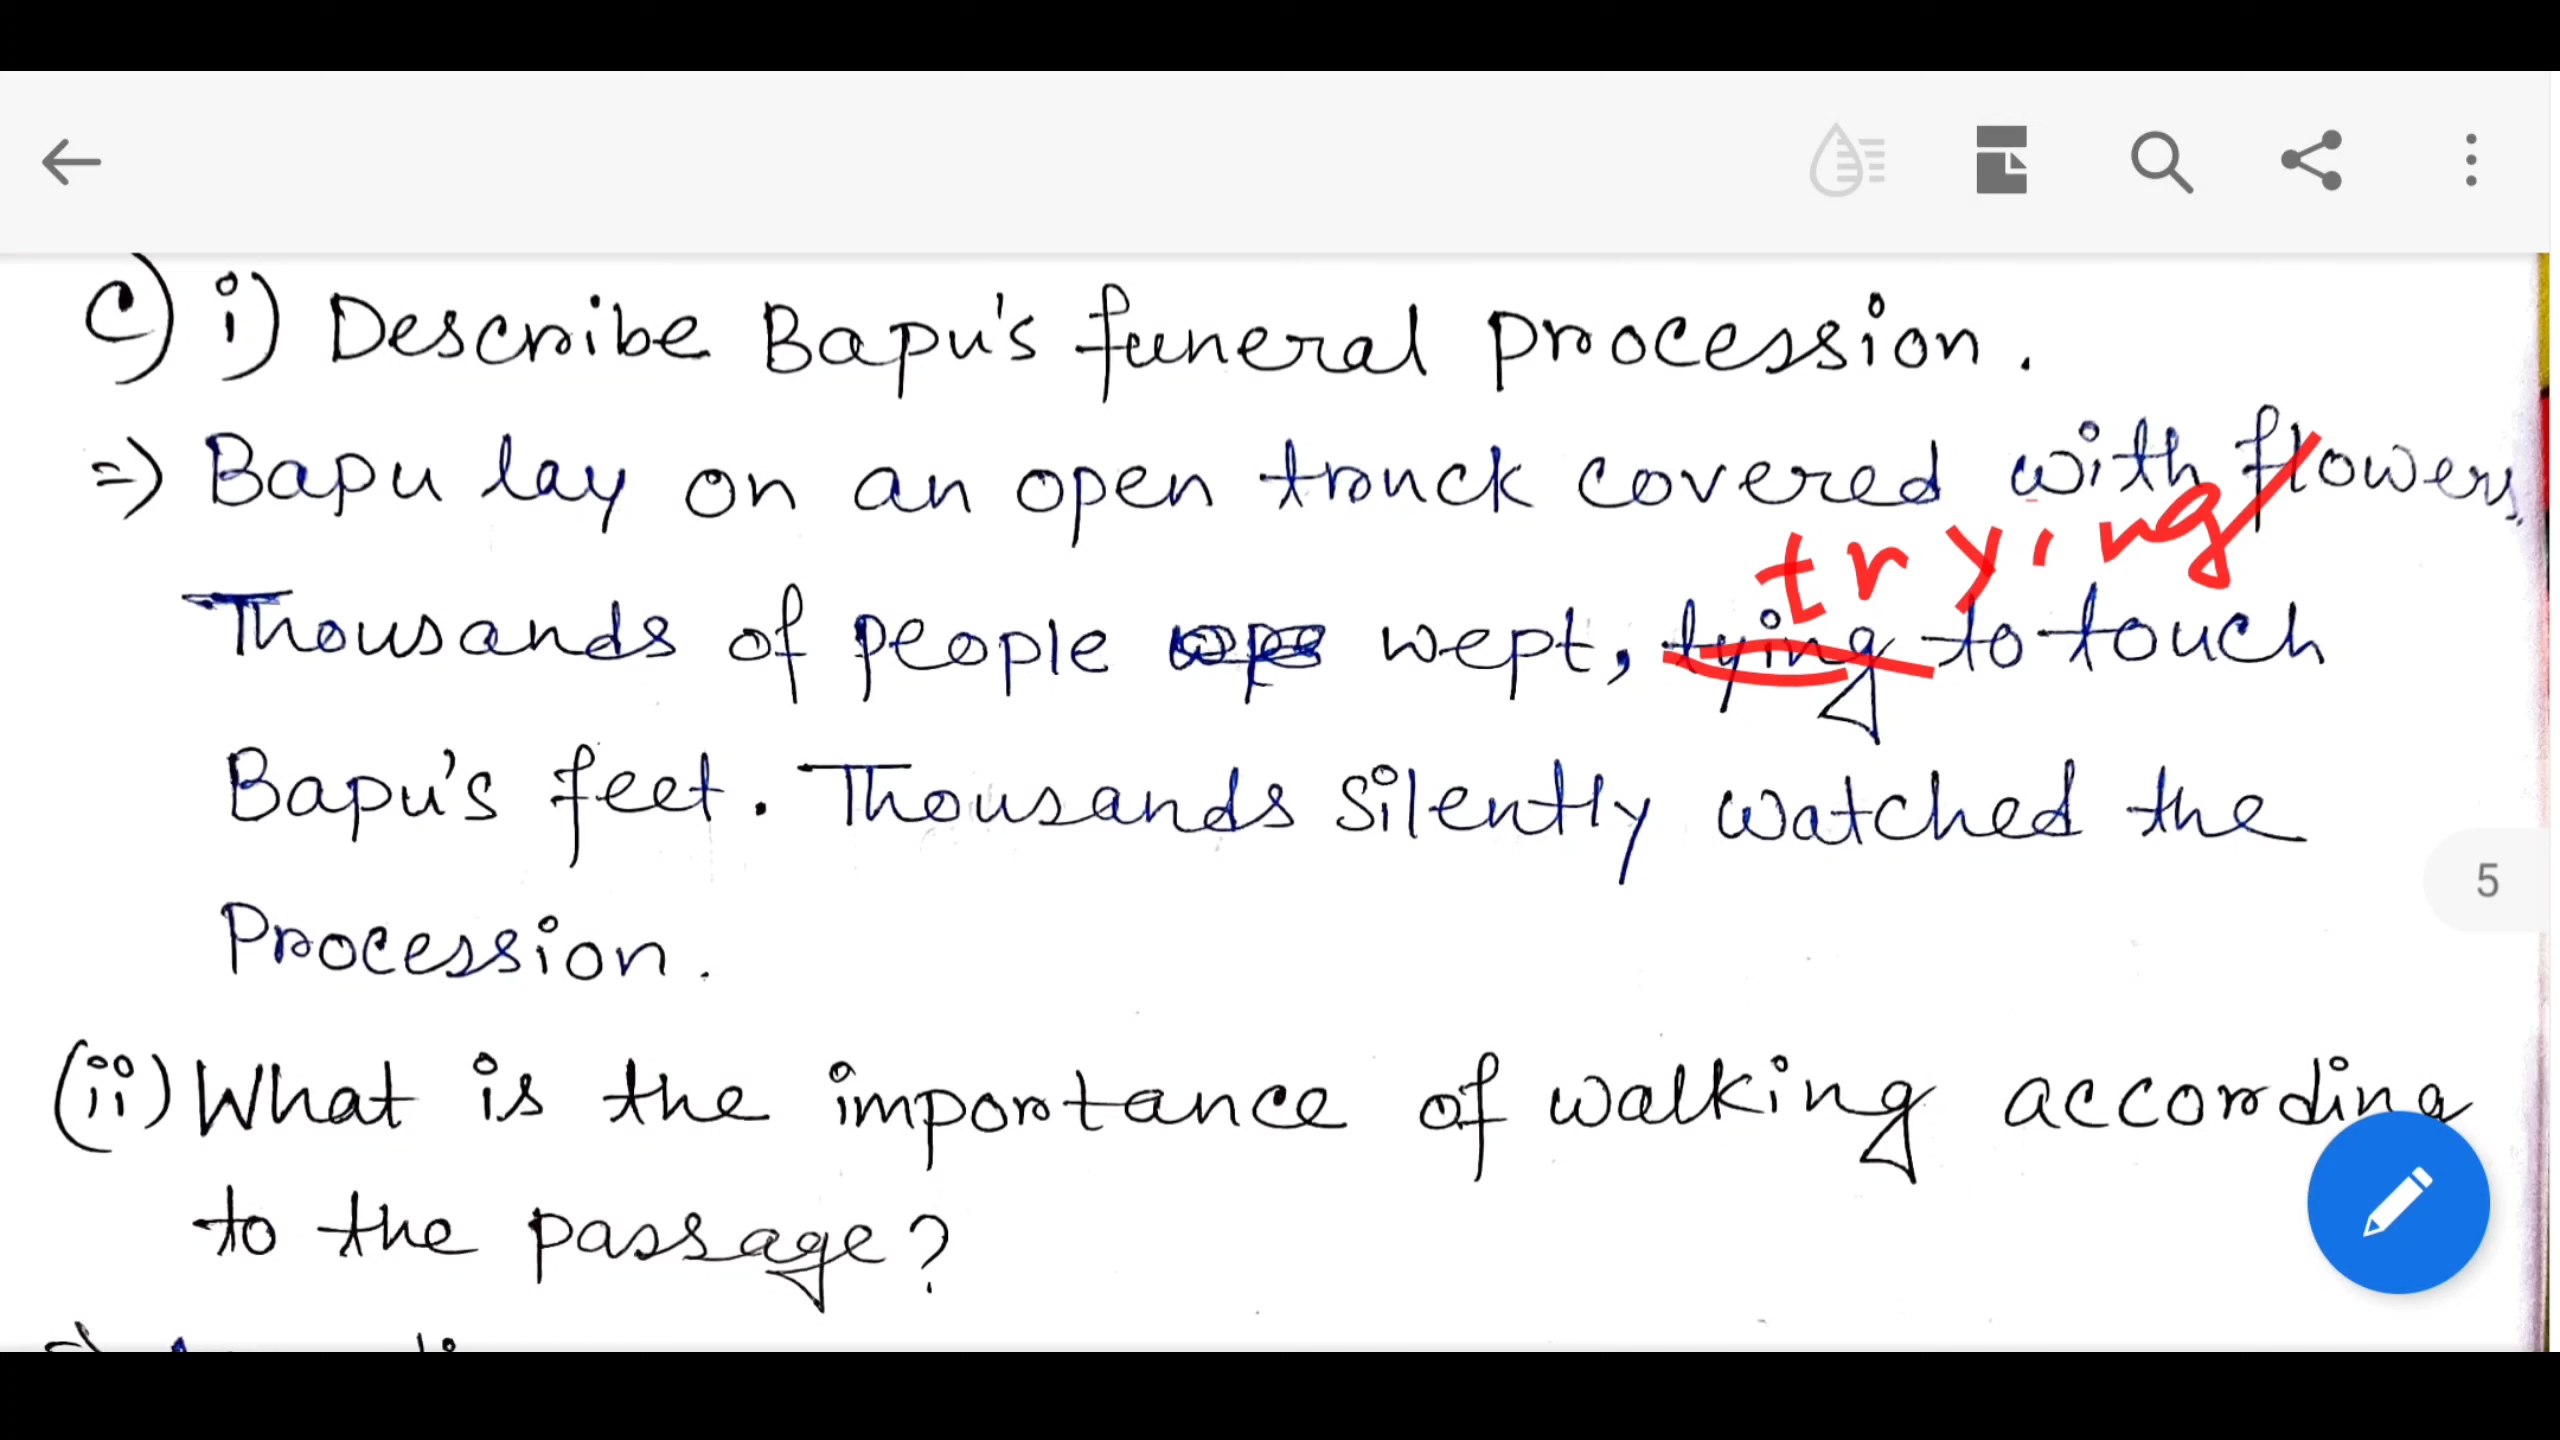 C) i) Describe Bapu's funeral procession.
=> Bapu lay on an open truck covered with flowers.
trying
Thousands of people wept, tying to touch
Bapu's feet. Thousands silently watched the
Procession.
5
(ii) What is the importance of walking according
to the passage?